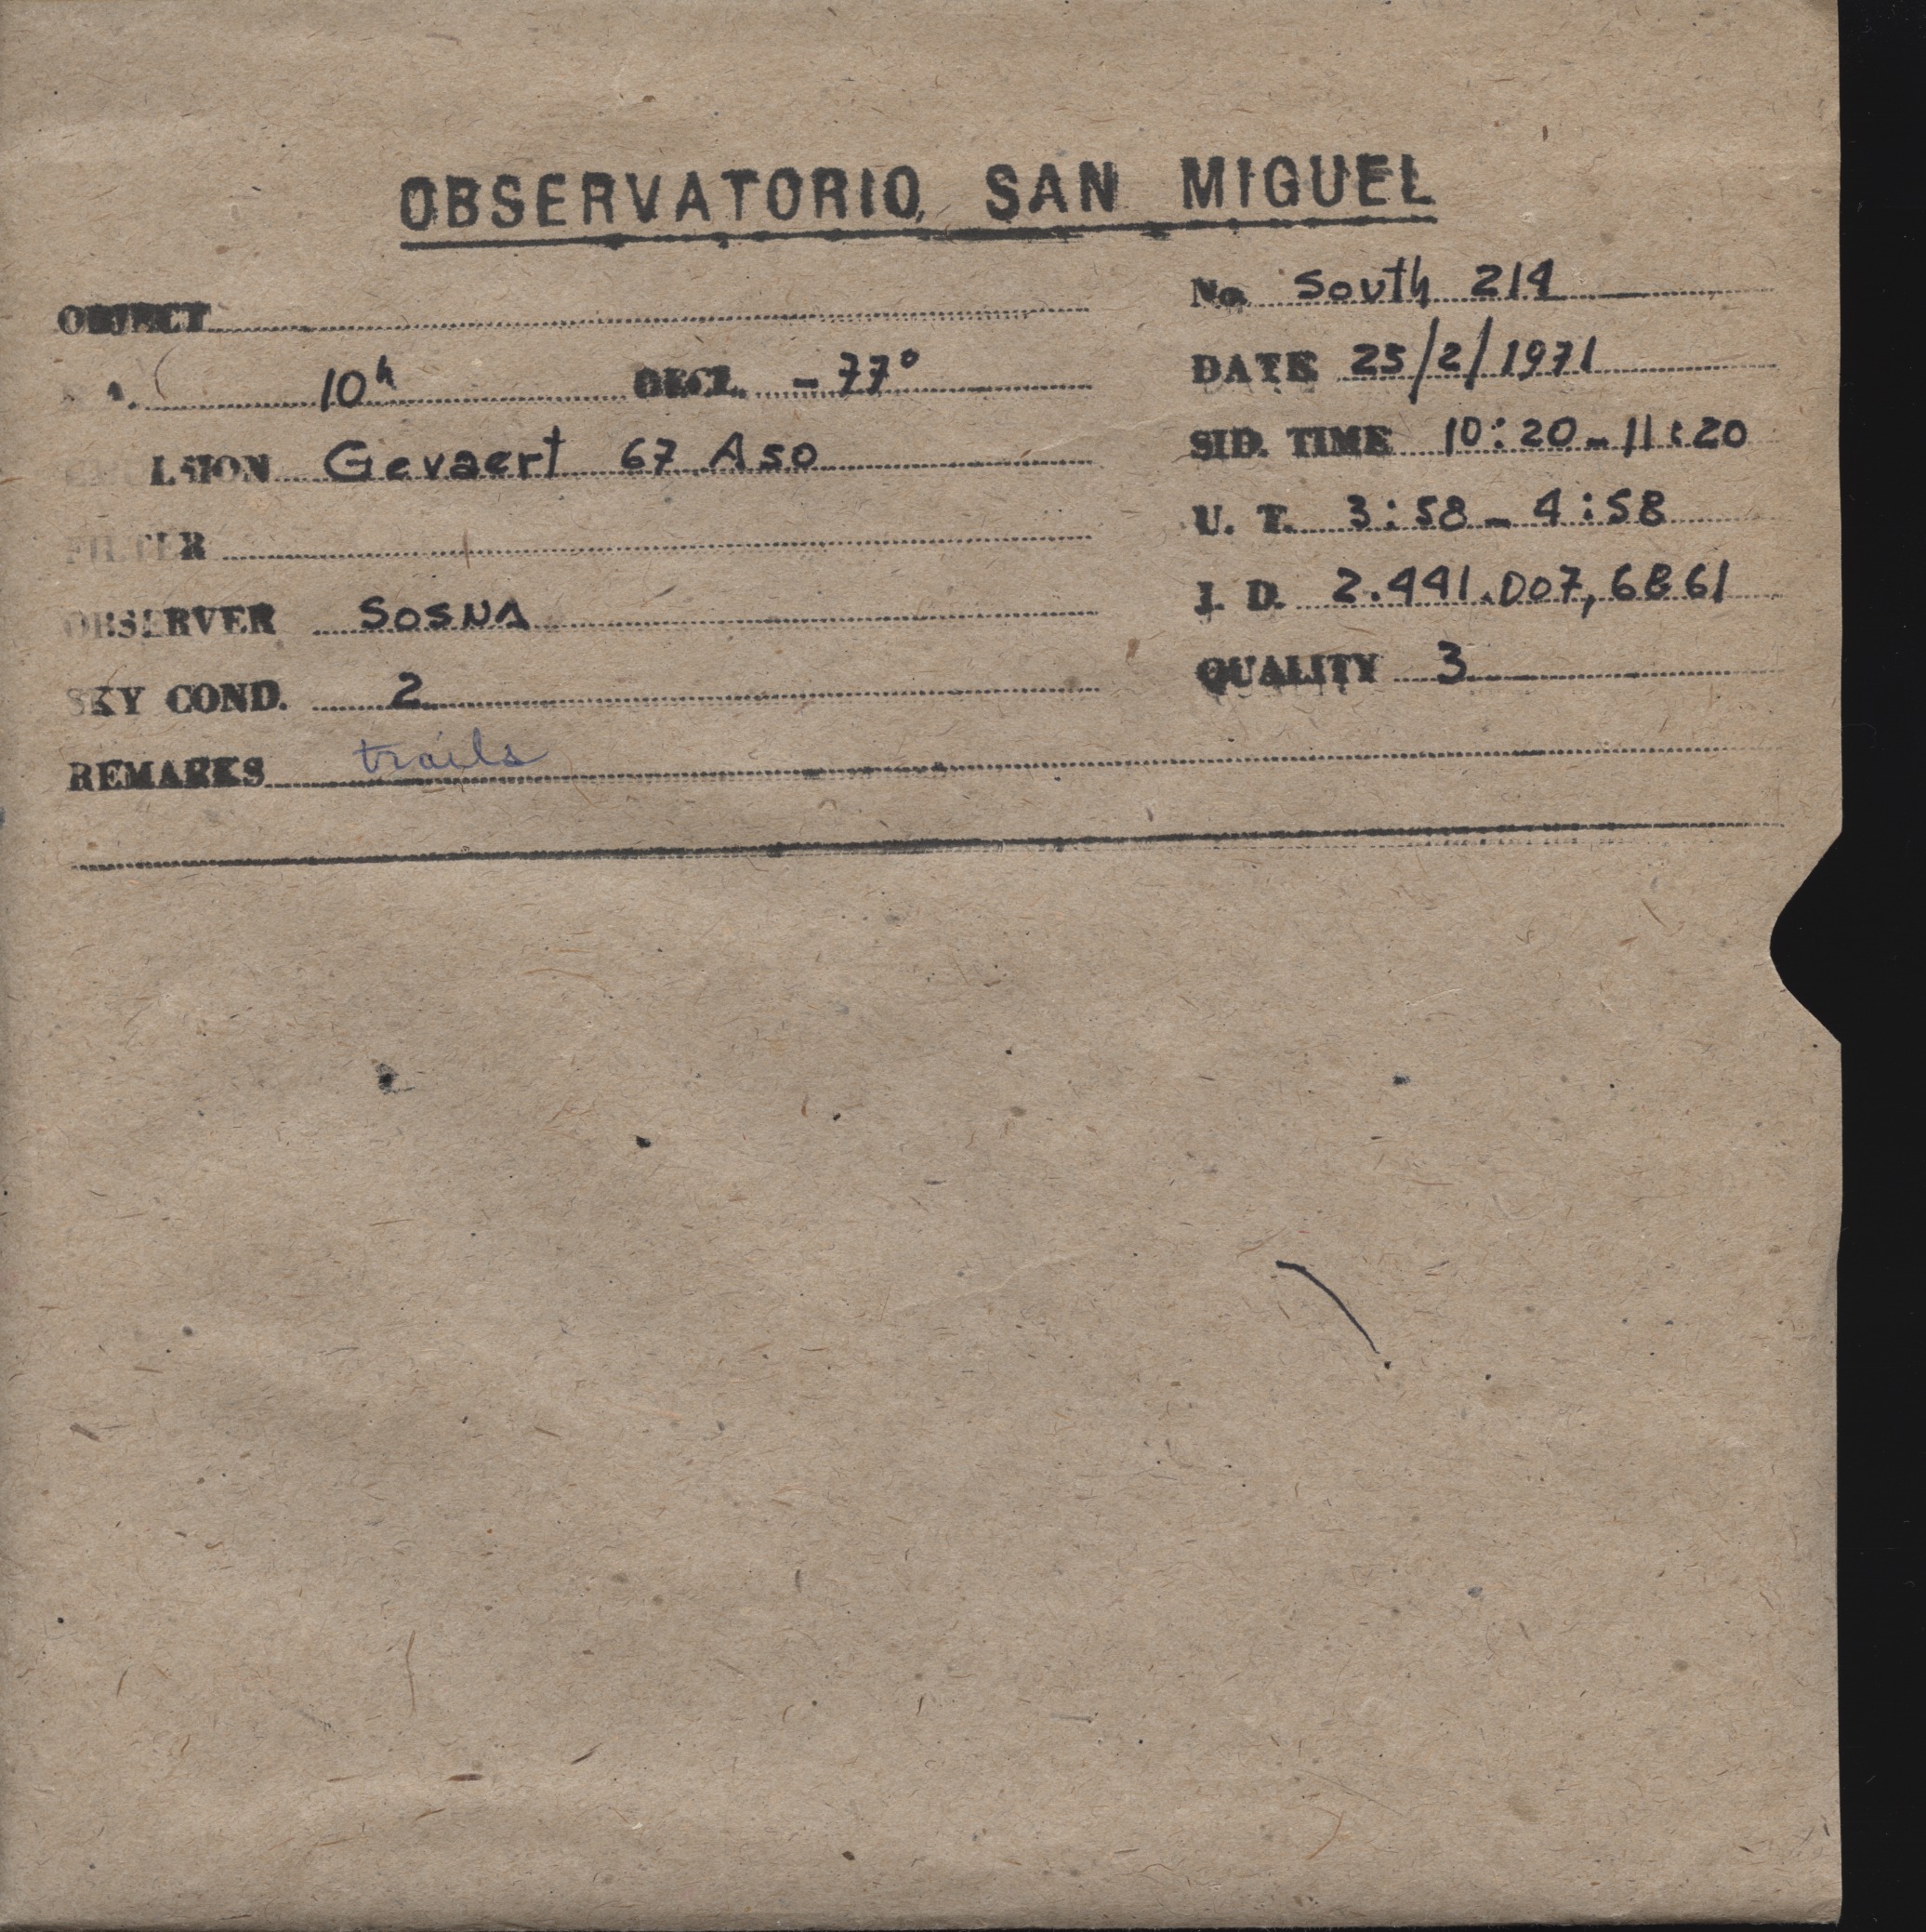 OBSERVATORIO SAN MIGUEL
No. South 214
OBJECT
DATE 25/2/1971
A. 10h DECL. -77°
SID. TIME 10:20-11:20
EMULSION Gevaert 67 A50
U. T. 3:58-4:58
FILTER
J. D. 2.441.007,6861
OBSERVER SOSNA
QUALITY 3
SKY COND. 2
REMARKS trails